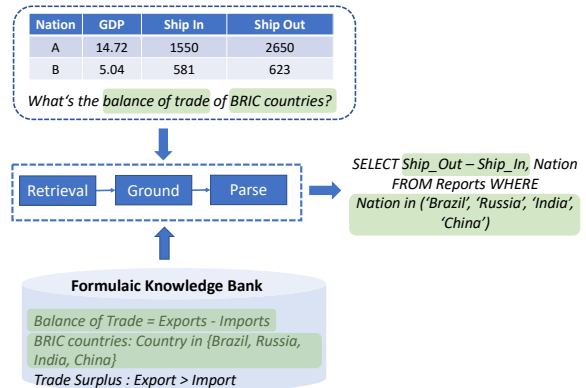 Nation GDP Ship In Ship Out
A 14.72 1550 2650
B 5.04 581 623
What's the balance of trade of BRIC countries?
Retrieval Ground Parse
SELECT Ship_Out – Ship_In, Nation
FROM Reports WHERE
Nation in ('Brazil', 'Russia', 'India',
'China')
Formulaic Knowledge Bank
Balance of Trade = Exports - Imports
BRIC countries: Country in {Brazil, Russia,
India, China}
Trade Surplus : Export > Import